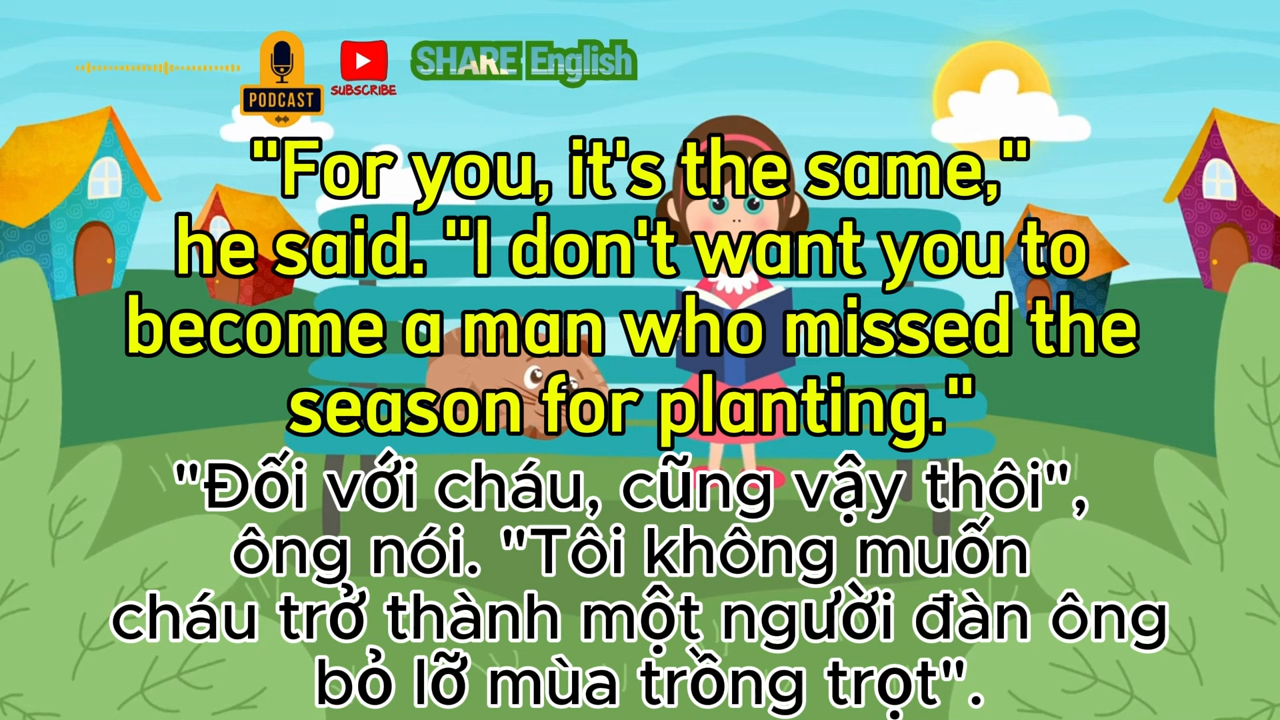 PODCAST
SUBSCRIBE
SHARE English
"For you, it's the same,"
he said. "I don't want you to
become a man who missed the
season for planting."
"Đối với cháu, cũng vậy thôi",
ông nói. "Tôi không muốn
cháu trở thành một người đàn ông
bỏ lỡ mùa trồng trọt".